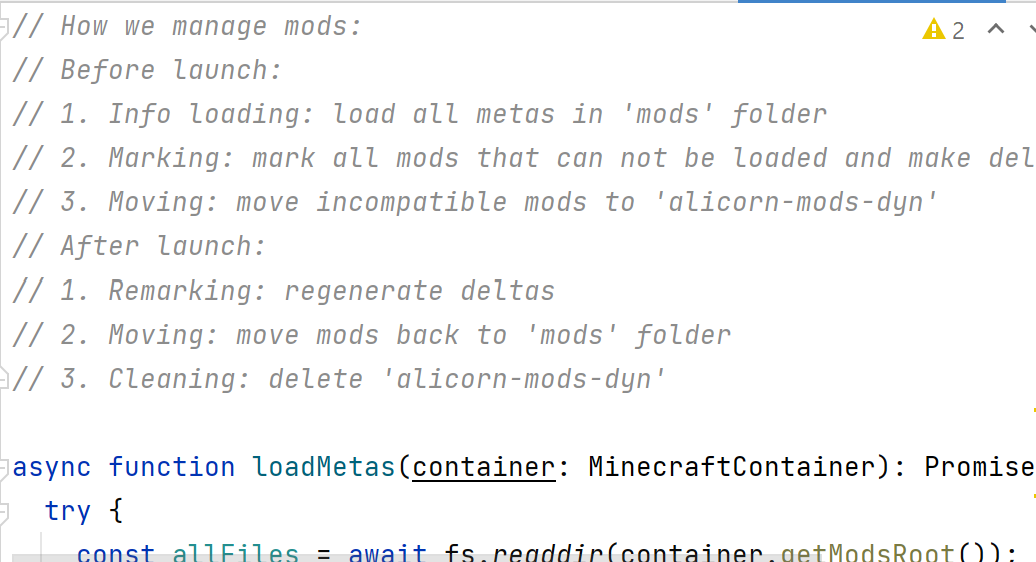 // How we manage mods:
2
// Before launch:
// 1. Info loading: load all metas in 'mods' folder
// 2. Marking: mark all mods that can not be loaded and make del
// 3. Moving: move incompatible mods to 'alicorn-mods-dyn'
// After launch:
// 1. Remarking: regenerate deltas
// 2. Moving: move mods back to 'mods' folder
// 3. Cleaning: delete 'alicorn-mods-dyn'
async function loadMetas(container: MinecraftContainer): Promise
try {
const allFiles = await fs.readdir(container.getModsRoot());